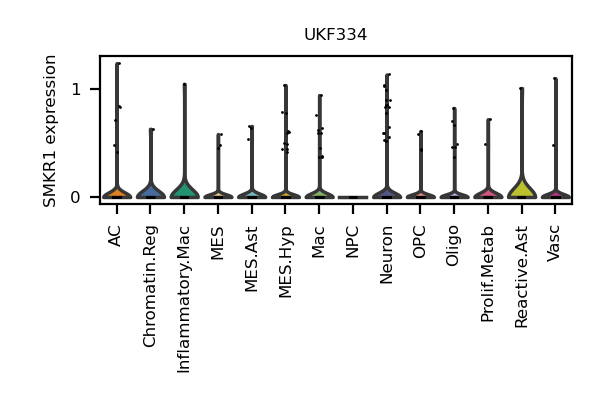 UKF334
SMKR1 expression
1
0
AC
Chromatin.Reg
Inflammatory.Mac
MES
MES.Ast
MES.Hyp
Mac
NPC
Neuron
OPC
Oligo
Prolif.Metab
Reactive.Ast
Vasc